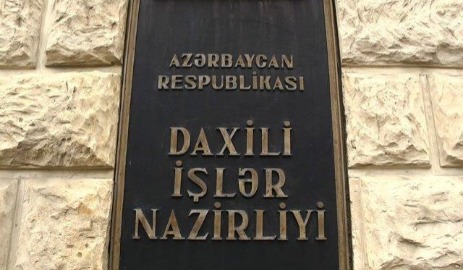 AZƏRBAYCAN
RESPUBLİKASI
DAXİLİ
İŞLƏR
NAZİRLİYİ